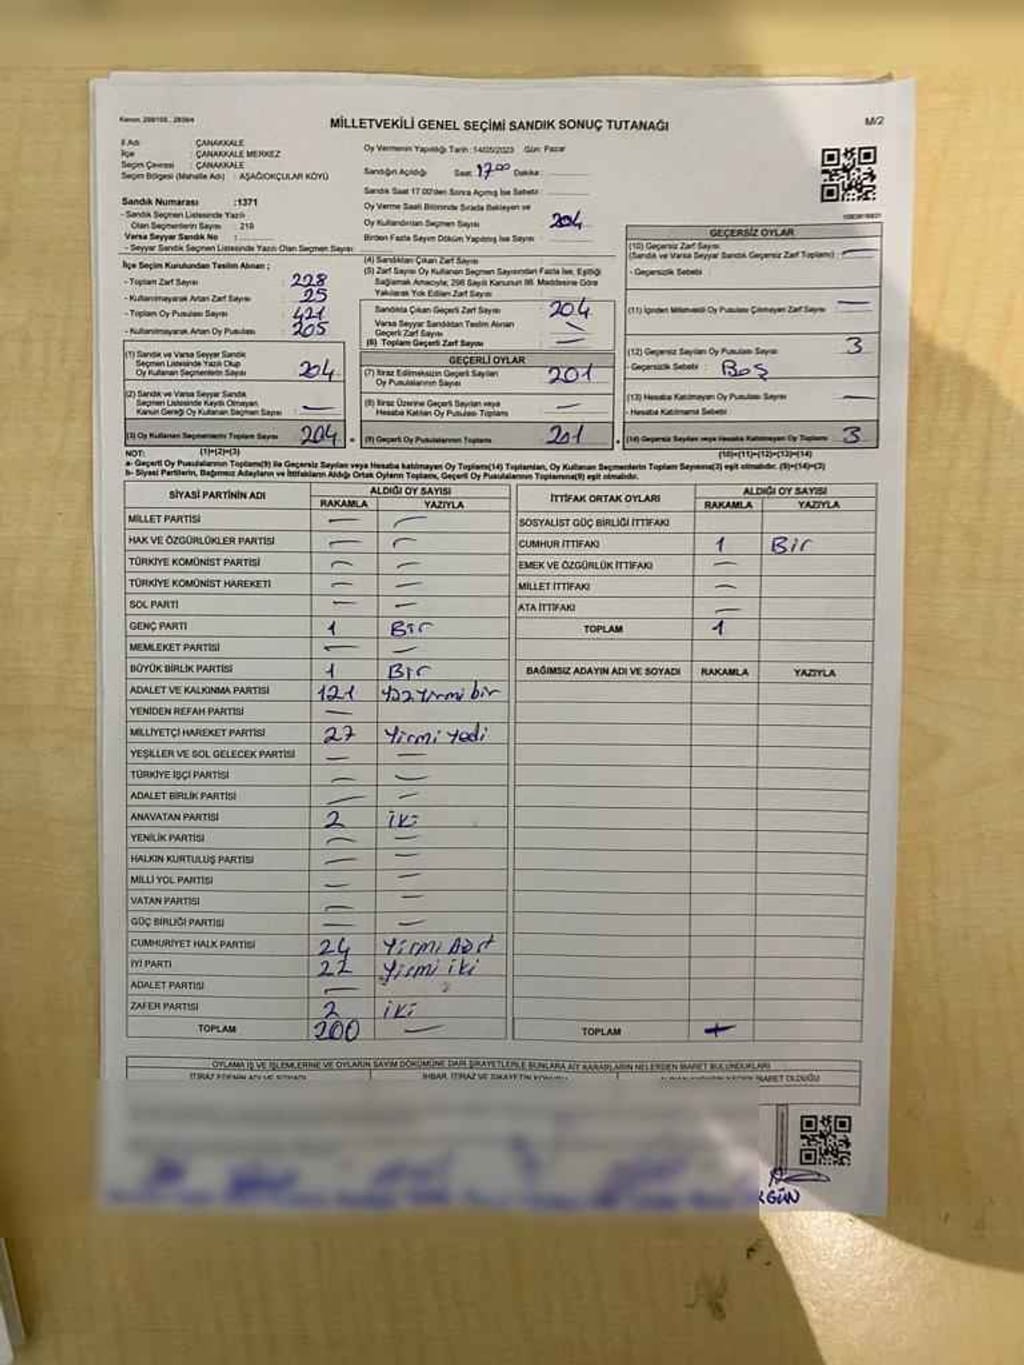 MİLLETVEKİLİ GENEL SEÇİMİ SANDIK SONUÇ TUTANAĞI
M/2
İl Adı : ÇANAKKALE
İlçe : ÇANAKKALE MERKEZ
Seçim Çevresi : ÇANAKKALE
Seçim Bölgesi (Mahalle Adı) : AŞAĞIOKÇULAR KÖYÜ
Oy Vermenin Yapıldığı Tarih : 14/05/2023 Gün: Pazar
Sandığın Açıldığı Saat: 17⁰⁰ Dakika:
Sandık Saat 17.00'den Sonra Açılmış İse Sebebi :
Oy Verme Saati Bitiminde Sırada Bekleyen ve
Oy Kullandırılan Seçmen Sayısı : 204
Birden Fazla Sayım Döküm Yapılmış İse Sayısı :
Sandık Numarası :1371
- Sandık Seçmen Listesinde Yazılı
Olan Seçmenlerin Sayısı : 218
Varsa Seyyar Sandık No :
- Seyyar Sandık Seçmen Listesinde Yazılı Olan Seçmen Sayısı:
İlçe Seçim Kurulundan Teslim Alınan ;
- Toplam Zarf Sayısı : 228
- Kullanılmayarak Artan Zarf Sayısı : 25
- Toplam Oy Pusulası Sayısı : 421
- Kullanılmayarak Artan Oy Pusulası : 205
(1) Sandık ve Varsa Seyyar Sandık
Seçmen Listesinde Yazılı Olup
Oy Kullanan Seçmenlerin Sayısı : 204
(2) Sandık ve Varsa Seyyar Sandık
Seçmen Listesinde Kaydı Olmayan
Kanun Gereği Oy Kullanan Seçmen Sayısı : —
(3) Oy Kullanan Seçmenlerin Toplam Sayısı : 204
(1)+(2)=(3)
(4) Sandıktan Çıkan Zarf Sayısı :
(5) Zarf Sayısı Oy Kullanan Seçmen Sayısından Fazla İse, Eşitliği
Sağlamak Amacıyla; 298 Sayılı Kanunun 98. Maddesine Göre
Yakılarak Yok Edilen Zarf Sayısı :
Sandıkta Çıkan Geçerli Zarf Sayısı : 204
Varsa Seyyar Sandıktan Teslim Alınan
Geçerli Zarf Sayısı : —
(6) Toplam Geçerli Zarf Sayısı : —
GEÇERLİ OYLAR
(7) İtiraz Edilmeksizin Geçerli Sayılan
Oy Pusulalarının Sayısı : 201
(8) İtiraz Üzerine Geçerli Sayılan veya
Hesaba Katılan Oy Pusulası Toplamı : —
(9) Geçerli Oy Pusulalarının Toplamı : 201
GEÇERSİZ OYLAR
(10) Geçersiz Zarf Sayısı
(Sandık ve Varsa Seyyar Sandık Geçersiz Zarf Toplamı) : —
- Geçersizlik Sebebi :
(11) İçinden Milletvekili Oy Pusulası Çıkmayan Zarf Sayısı : —
(12) Geçersiz Sayılan Oy Pusulası Sayısı : 3
- Geçersizlik Sebebi : Boş
(13) Hesaba Katılmayan Oy Pusulası Sayısı : —
- Hesaba Katılmama Sebebi :
(14) Geçersiz Sayılan veya Hesaba Katılmayan Oy Toplamı : 3
(10)+(11)+(12)+(13)=(14)
NOT:
a- Geçerli Oy Pusulalarının Toplamı(9) ile Geçersiz Sayılan veya Hesaba katılmayan Oy Toplamı(14) Toplamları, Oy Kullanan Seçmenlerin Toplam Sayısına(3) eşit olmalıdır. (9)+(14)=(3)
b- Siyasi Partilerin, Bağımsız Adayların ve İttifakların Aldığı Ortak Oyların Toplamı, Geçerli Oy Pusulalarının Toplamına(9) eşit olmalıdır.
SİYASİ PARTİNİN ADI ALDIĞI OY SAYISI
RAKAMLA YAZIYLA
MİLLET PARTİSİ — —
HAK VE ÖZGÜRLÜKLER PARTİSİ — —
TÜRKİYE KOMÜNİST PARTİSİ — —
TÜRKİYE KOMÜNİST HAREKETİ — —
SOL PARTİ — —
GENÇ PARTİ 1 Bir
MEMLEKET PARTİSİ — —
BÜYÜK BİRLİK PARTİSİ 1 Bir
ADALET VE KALKINMA PARTİSİ 121 yüzyirmi bir
YENİDEN REFAH PARTİSİ —
MİLLİYETÇİ HAREKET PARTİSİ 27 Yirmi Yedi
YEŞİLLER VE SOL GELECEK PARTİSİ — —
TÜRKİYE İŞÇİ PARTİSİ — —
ADALET BİRLİK PARTİSİ — —
ANAVATAN PARTİSİ 2 iki
YENİLİK PARTİSİ — —
HALKIN KURTULUŞ PARTİSİ — —
MİLLİ YOL PARTİSİ — —
VATAN PARTİSİ — —
GÜÇ BİRLİĞİ PARTİSİ — —
CUMHURİYET HALK PARTİSİ 24 Yirmi Dört
İYİ PARTİ 22 Yirmi iki
ADALET PARTİSİ —
ZAFER PARTİSİ 2 iki
TOPLAM 200 —
İTTİFAK ORTAK OYLARI ALDIĞI OY SAYISI
RAKAMLA YAZIYLA
SOSYALİST GÜÇ BİRLİĞİ İTTİFAKI
CUMHUR İTTİFAKI 1 Bir
EMEK VE ÖZGÜRLÜK İTTİFAKI —
MİLLET İTTİFAKI —
ATA İTTİFAKI —
TOPLAM 1
BAĞIMSIZ ADAYIN ADI VE SOYADI RAKAMLA YAZIYLA
TOPLAM
OYLAMA İŞ VE İŞLEMLERİNE VE OYLARIN SAYIM DÖKÜMÜNE DAİR ŞİKAYETLERLE BUNLARA AİT KARARLARIN NELERDEN İBARET BULUNDUKLARI
İTİRAZ EDENİN ADI VE SOYADI
İHBAR, İTİRAZ VE ŞİKAYETİN KONUSU